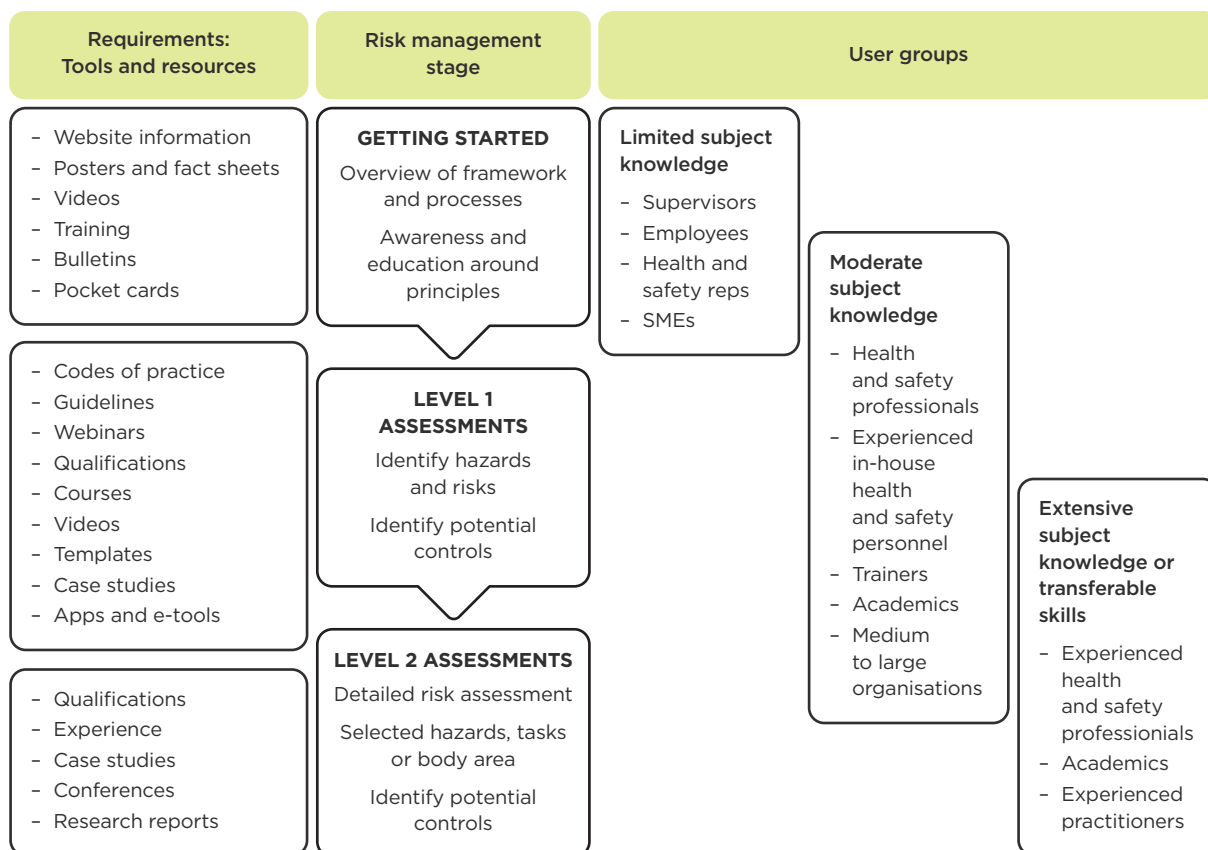 Requirements:
Tools and resources
Risk management
stage
User groups
– Website information
– Posters and fact sheets
– Videos
– Training
– Bulletins
– Pocket cards
GETTING STARTED
Overview of framework
and processes
Awareness and
education around
principles
Limited subject
knowledge
– Supervisors
– Employees
– Health and
safety reps
– SMEs
Moderate
subject
knowledge
– Health
and safety
professionals
– Experienced
in-house
health
and safety
personnel
– Trainers
– Academics
– Medium
to large
organisations
– Codes of practice
– Guidelines
– Webinars
– Qualifications
– Courses
– Videos
– Templates
– Case studies
– Apps and e-tools
LEVEL 1
ASSESSMENTS
Identify hazards
and risks
Identify potential
controls
Extensive
subject
knowledge or
transferable
skills
– Experienced
health
and safety
professionials
– Academics
– Experienced
practitioners
– Qualifications
– Experience
– Case studies
– Conferences
– Research reports
LEVEL 2 ASSESSMENTS
Detailed risk assessment
Selected hazards, tasks
or body area
Identify potential
controls